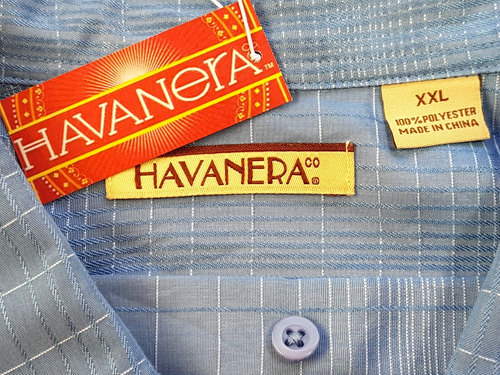 HAVANERA™
HAVANERA CO ®
XXL
100% POLYESTER
MADE IN CHINA